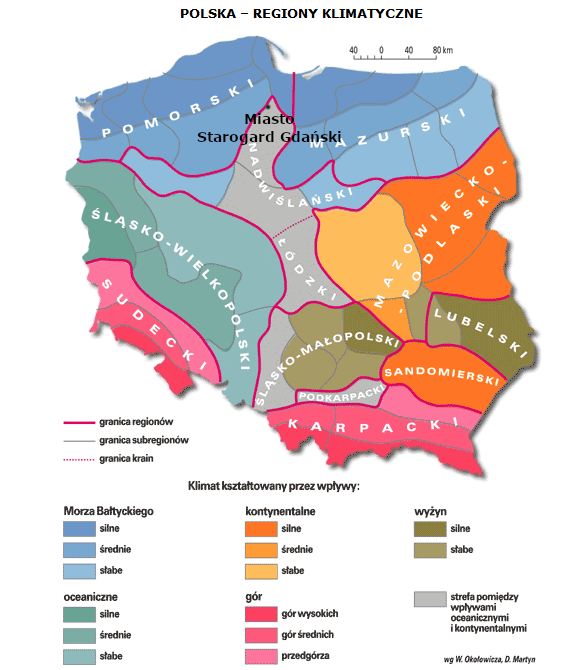 POLSKA – REGIONY KLIMATYCZNE
40 0 40 80 km
POMORSKI
Miasto
Starogard Gdański
MAZURSKI
NADWIŚLAŃSKI
MAZOWIECKO-
-PODLASKI
ŚLĄSKO-WIELKOPOLSKI
ŁÓDZKI
SUDECKI
LUBELSKI
ŚLĄSKO-MAŁOPOLSKI
SANDOMIERSKI
PODKARPACKI
KARPACKI
granica regionów
granica subregionów
granica krain
Klimat kształtowany przez wpływy:
Morza Bałtyckiego
silne
średnie
słabe
kontynentalne
silne
średnie
słabe
wyżyn
silne
słabe
oceaniczne
silne
średnie
słabe
gór
gór wysokich
gór średnich
przedgórza
strefa pomiędzy
wpływami
oceanicznymi
i kontynentalnymi
wg W. Okołowicza, D. Martyn